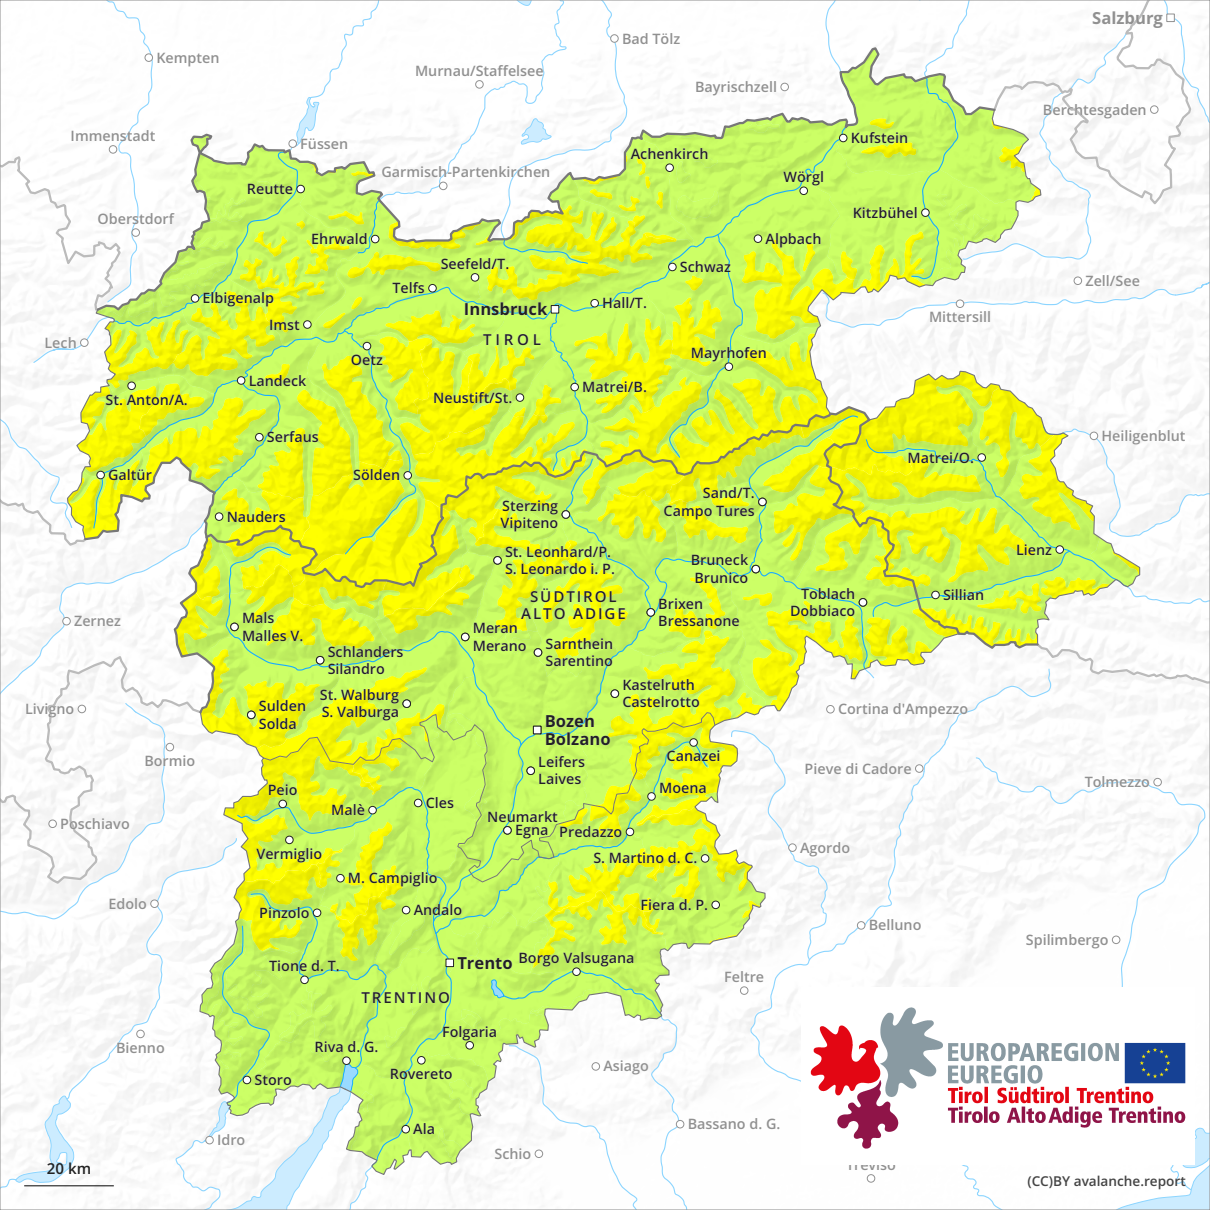 Salzburg
Bad Tölz
Kempten
Murnau/Staffelsee
Bayrischzell
Berchtesgaden
Immenstadt
Füssen
Kufstein
Achenkirch
Garmisch-Partenkirchen
Wörgl
Reutte
Kitzbühel
Oberstdorf
Ehrwald
Alpbach
Seefeld/T.
Schwaz
Zell/See
Telfs
Elbigenalp
Hall/T.
Innsbruck
Mittersill
Imst
TIROL
Lech
Mayrhofen
Oetz
Landeck
Matrei/B.
St. Anton/A.
Neustift/St.
Serfaus
Heiligenblut
Matrei/O.
Galtür
Sölden
Sand/T.
Campo Tures
Sterzing
Vipiteno
Nauders
Lienz
St. Leonhard/P.
S. Leonardo i. P.
Bruneck
Brunico
SÜDTIROL
ALTO ADIGE
Toblach
Dobbiaco
Sillian
Brixen
Bressanone
Mals
Malles V.
Zernez
Meran
Merano
Sarnthein
Sarentino
Schlanders
Silandro
Kastelruth
Castelrotto
St. Walburg
S. Valburga
Livigno
Sulden
Solda
Cortina d'Ampezzo
Bozen
Bolzano
Bormio
Canazei
Leifers
Laives
Pieve di Cadore
Tolmezzo
Peio
Moena
Malè
Cles
Neumarkt
Egna
Poschiavo
Predazzo
Vermiglio
Agordo
S. Martino d. C.
M. Campiglio
Edolo
Pinzolo
Andalo
Fiera d. P.
Belluno
Spilimbergo
Trento
Borgo Valsugana
Tione d. T.
Feltre
TRENTINO
Bienno
Folgaria
Riva d. G.
EUROPAREGION
EUREGIO
Asiago
Rovereto
Storo
Tirol Südtirol Trentino
Tirolo Alto Adige Trentino
Ala
Bassano d. G.
Idro
Schio
Treviso
20 km
(CC)BY avalanche.report